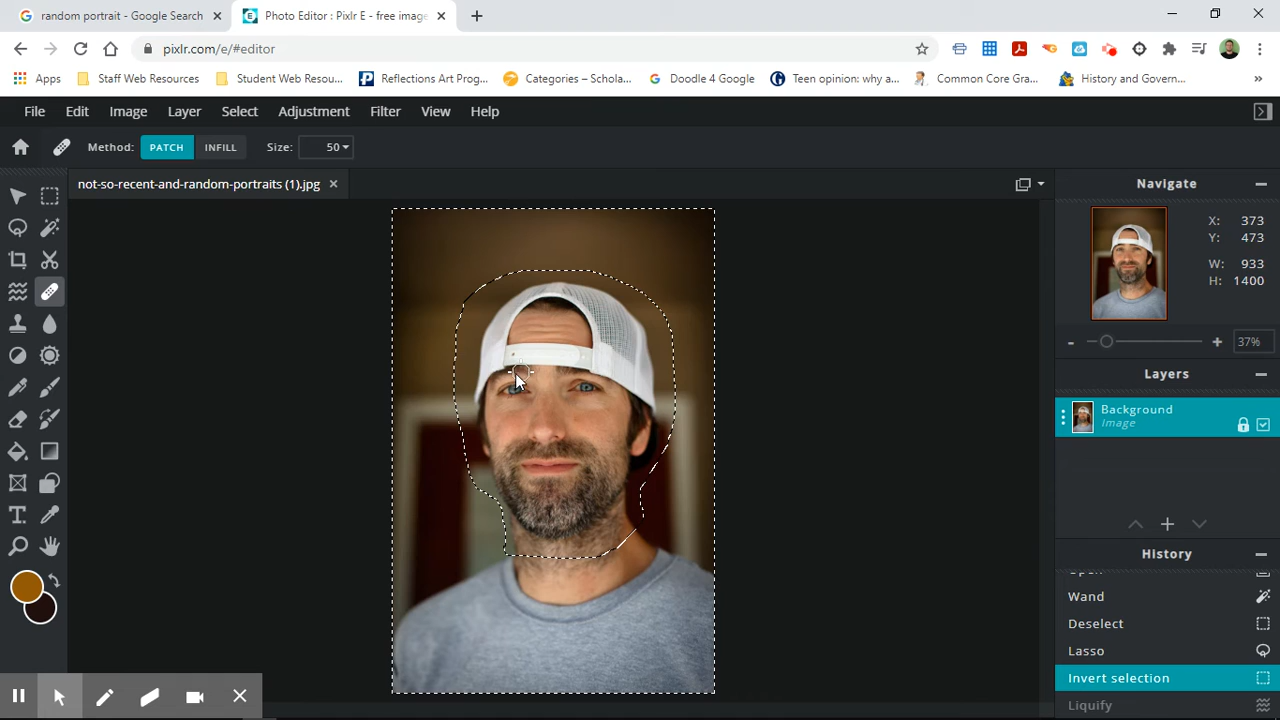 random portrait - Google Search
Photo Editor : Pixlr E - free image
pixlr.com/e/#editor
Apps Staff Web Resources Student Web Resou... Reflections Art Prog... Categories – Schola... Doodle 4 Google Teen opinion: why a... Common Core Gra... History and Govern...
File Edit Image Layer Select Adjustment Filter View Help
Method: PATCH INFILL Size: 50
not-so-recent-and-random-portraits (1).jpg
Navigate
X: 373
Y: 473
W: 933
H: 1400
37%
Layers
Background
Image
History
Open
Wand
Deselect
Lasso
Invert selection
Liquify